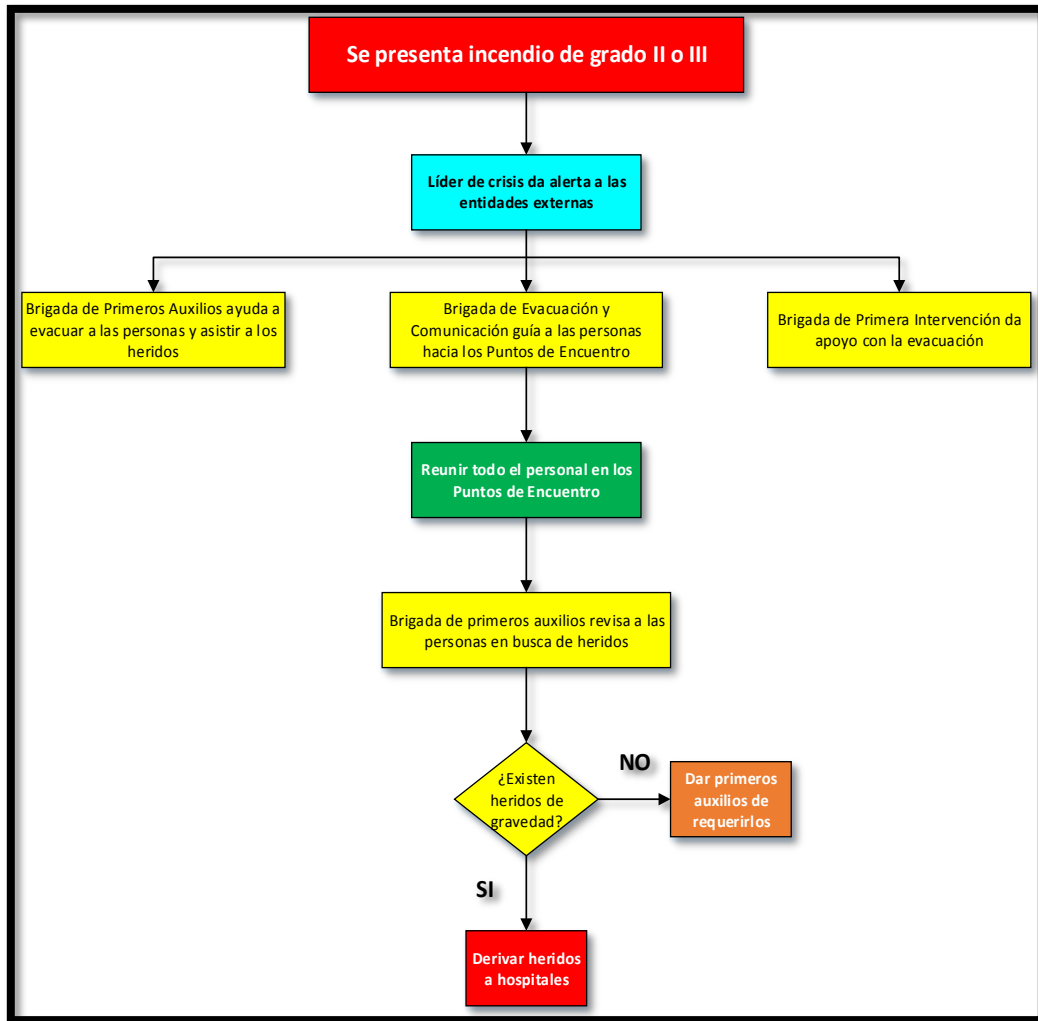 Se presenta incendio de grado II o III
Líder de crisis da alerta a las
entidades externas
Brigada de Primeros Auxilios ayuda a
evacuar a las personas y asistir a los
heridos
Brigada de Evacuación y
Comunicación guía a las personas
hacia los Puntos de Encuentro
Brigada de Primera Intervención da
apoyo con la evacuación
Reunir todo el personal en los
Puntos de Encuentro
Brigada de primeros auxilios revisa a las
personas en busca de heridos
¿Existen
heridos de
gravedad?
NO
Dar primeros
auxilios de
requerirlos
SI
Derivar heridos
a hospitales